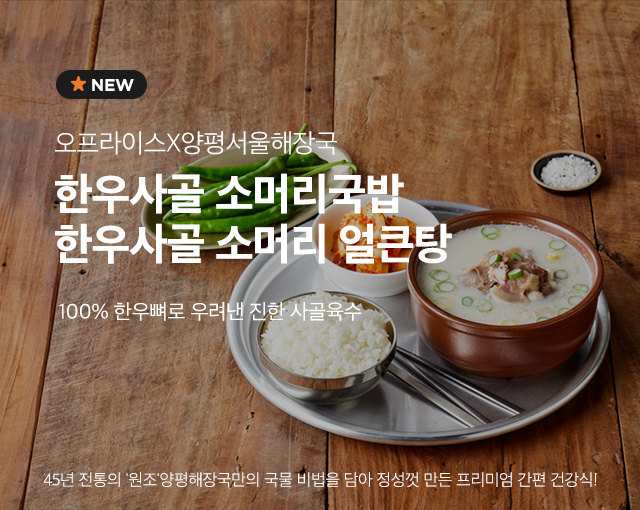 NEW
오프라이스X양평서울해장국
한우사골 소머리국밥
한우사골 소머리 얼큰탕
100% 한우뼈로 우려낸 진한 사골육수
45년 전통의 '원조'양평해장국만의 국물 비법을 담아 정성껏 만든 프리미엄 간편 건강식!